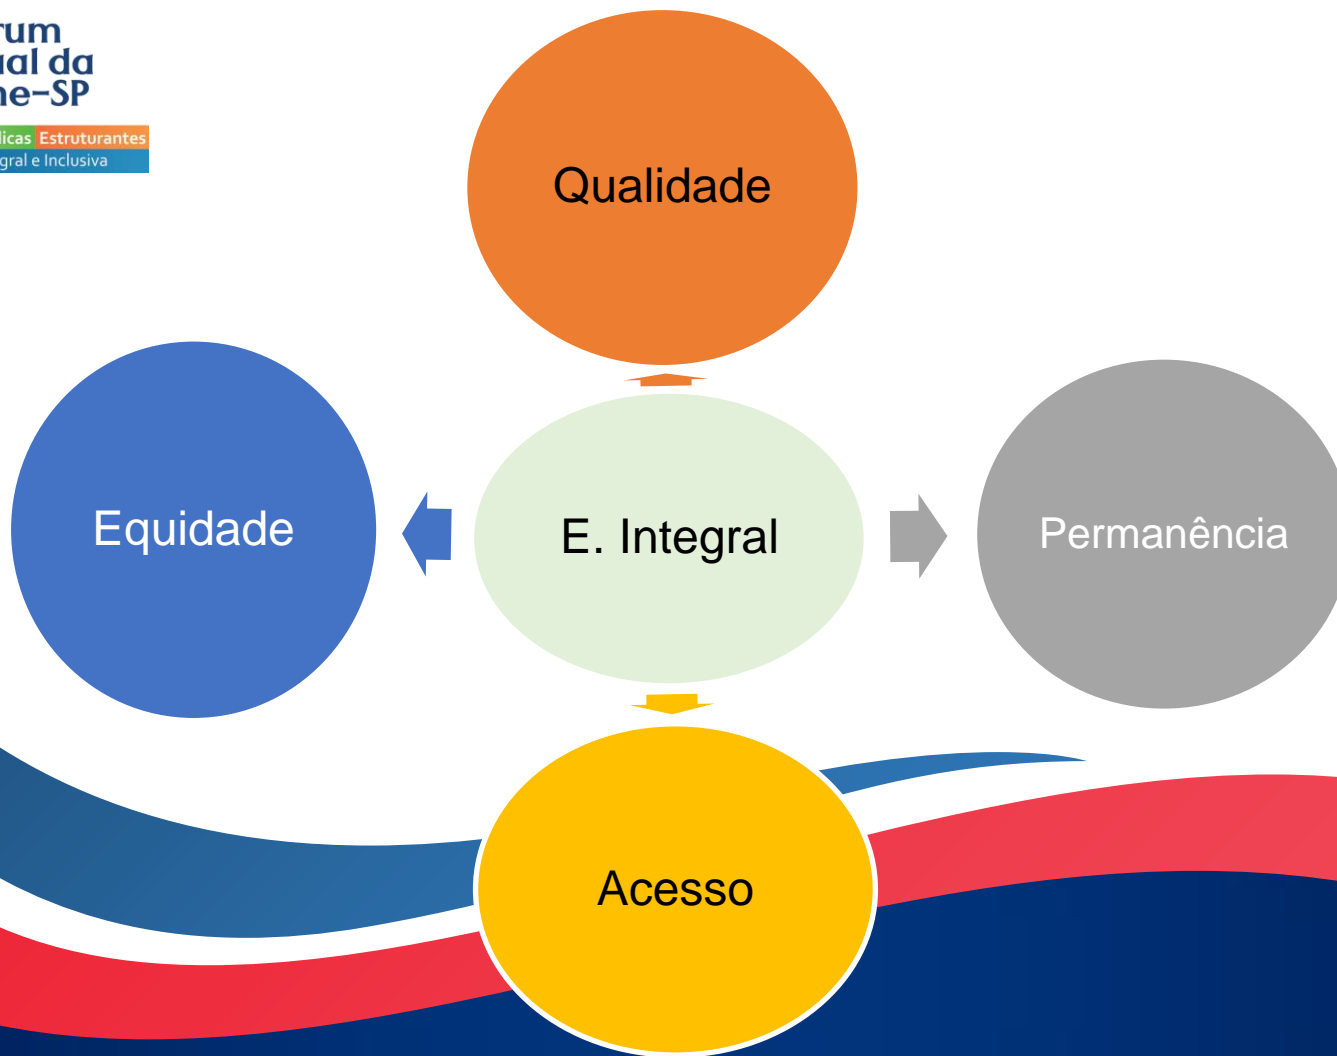 rum
ual da
ne-SP
licas Estruturantes
gral e Inclusiva
Qualidade
Equidade
E. Integral
Permanência
Acesso